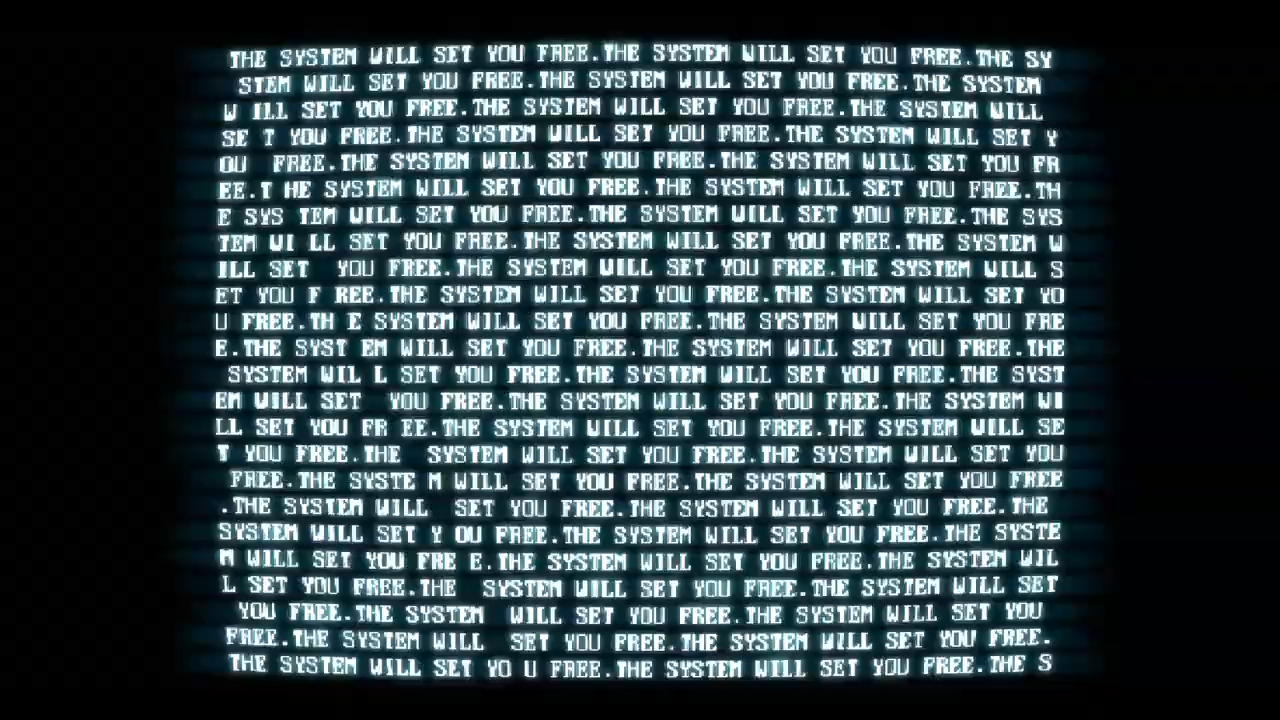 THE SYSTEM WILL SET YOU FREE.THE SYSTEM WILL SET YOU FREE.THE SY
STEM WILL SET YOU FREE.THE SYSTEM WILL SET YOU FREE.THE SYSTEM
W ILL SET YOU FREE.THE SYSTEM WILL SET YOU FREE.THE SYSTEM WILL
SE T YOU FREE.THE SYSTEM WILL SET YOU FREE.THE SYSTEM WILL SET Y
OU  FREE.THE SYSTEM WILL SET YOU FREE.THE SYSTEM WILL SET YOU FR
EE.T HE SYSTEM WILL SET YOU FREE.THE SYSTEM WILL SET YOU FREE.TH
E SYS TEM WILL SET YOU FREE.THE SYSTEM WILL SET YOU FREE.THE SYS
TEM WI LL SET YOU FREE.THE SYSTEM WILL SET YOU FREE.THE SYSTEM W
ILL SET  YOU FREE.THE SYSTEM WILL SET YOU FREE.THE SYSTEM WILL S
ET YOU F REE.THE SYSTEM WILL SET YOU FREE.THE SYSTEM WILL SET YO
U FREE.TH E SYSTEM WILL SET YOU FREE.THE SYSTEM WILL SET YOU FRE
E.THE SYST EM WILL SET YOU FREE.THE SYSTEM WILL SET YOU FREE.THE
SYSTEM WIL L SET YOU FREE.THE SYSTEM WILL SET YOU FREE.THE SYST
EM WILL SET  YOU FREE.THE SYSTEM WILL SET YOU FREE.THE SYSTEM WI
LL SET YOU FR EE.THE SYSTEM WILL SET YOU FREE.THE SYSTEM WILL SE
T YOU FREE.THE  SYSTEM WILL SET YOU FREE.THE SYSTEM WILL SET YOU
FREE.THE SYSTE M WILL SET YOU FREE.THE SYSTEM WILL SET YOU FREE
.THE SYSTEM WILL  SET YOU FREE.THE SYSTEM WILL SET YOU FREE.THE
SYSTEM WILL SET Y OU FREE.THE SYSTEM WILL SET YOU FREE.THE SYSTE
M WILL SET YOU FRE E.THE SYSTEM WILL SET YOU FREE.THE SYSTEM WIL
L SET YOU FREE.THE  SYSTEM WILL SET YOU FREE.THE SYSTEM WILL SET
YOU FREE.THE SYSTEM  WILL SET YOU FREE.THE SYSTEM WILL SET YOU
FREE.THE SYSTEM WILL  SET YOU FREE.THE SYSTEM WILL SET YOU FREE.
THE SYSTEM WILL SET YO U FREE.THE SYSTEM WILL SET YOU FREE.THE S